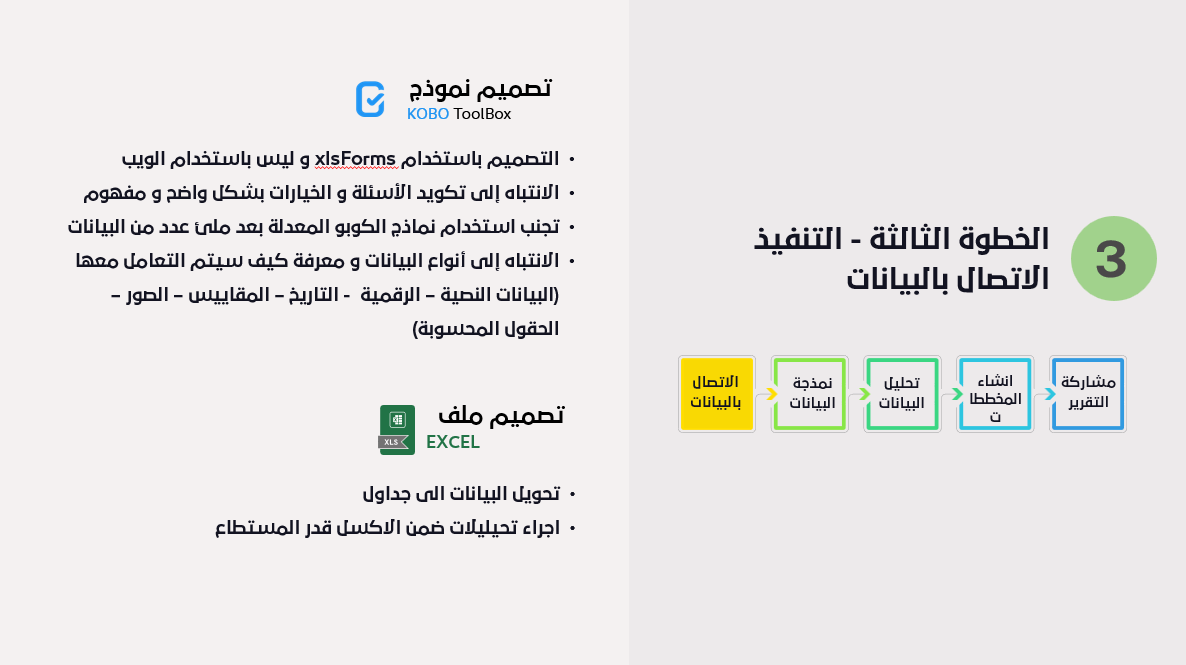 3
الخطوة الثالثة - التنفيذ
الاتصال بالبيانات
الاتصال
بالبيانات
نمذجة
البيانات
تحليل
البيانات
انشاء
المخططا
ت
مشاركة
التقرير
تصميم نموذج
KOBO ToolBox
• التصميم باستخدام xlsForms و ليس باستخدام الويب
• الانتباه إلى تكويد الأسئلة و الخيارات بشكل واضح و مفهوم
• تجنب استخدام نماذج الكوبو المعدلة بعد ملئ عدد من البيانات
• الانتباه إلى أنواع البيانات و معرفة كيف سيتم التعامل معها
(البيانات النصية – الرقمية - التاريخ – المقاييس – الصور –
الحقول المحسوبة)
تصميم ملف
EXCEL
XLS
• تحويل البيانات الى جداول
• اجراء تحيليلات ضمن الاكسل قدر المستطاع